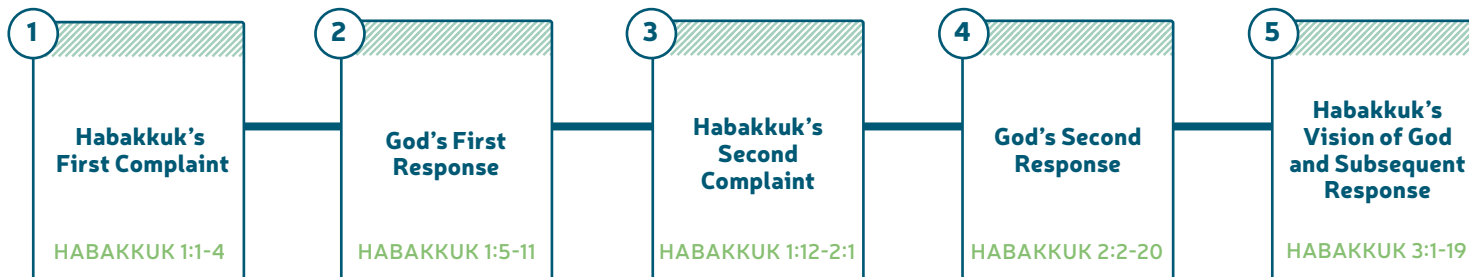 1
Habakkuk's
First Complaint
HABAKKUK 1:1-4
2
God's First
Response
HABAKKUK 1:5-11
3
Habakkuk's
Second
Complaint
HABAKKUK 1:12-2:1
4
God's Second
Response
HABAKKUK 2:2-20
5
Habakkuk's
Vision of God
and Subsequent
Response
HABAKKUK 3:1-19